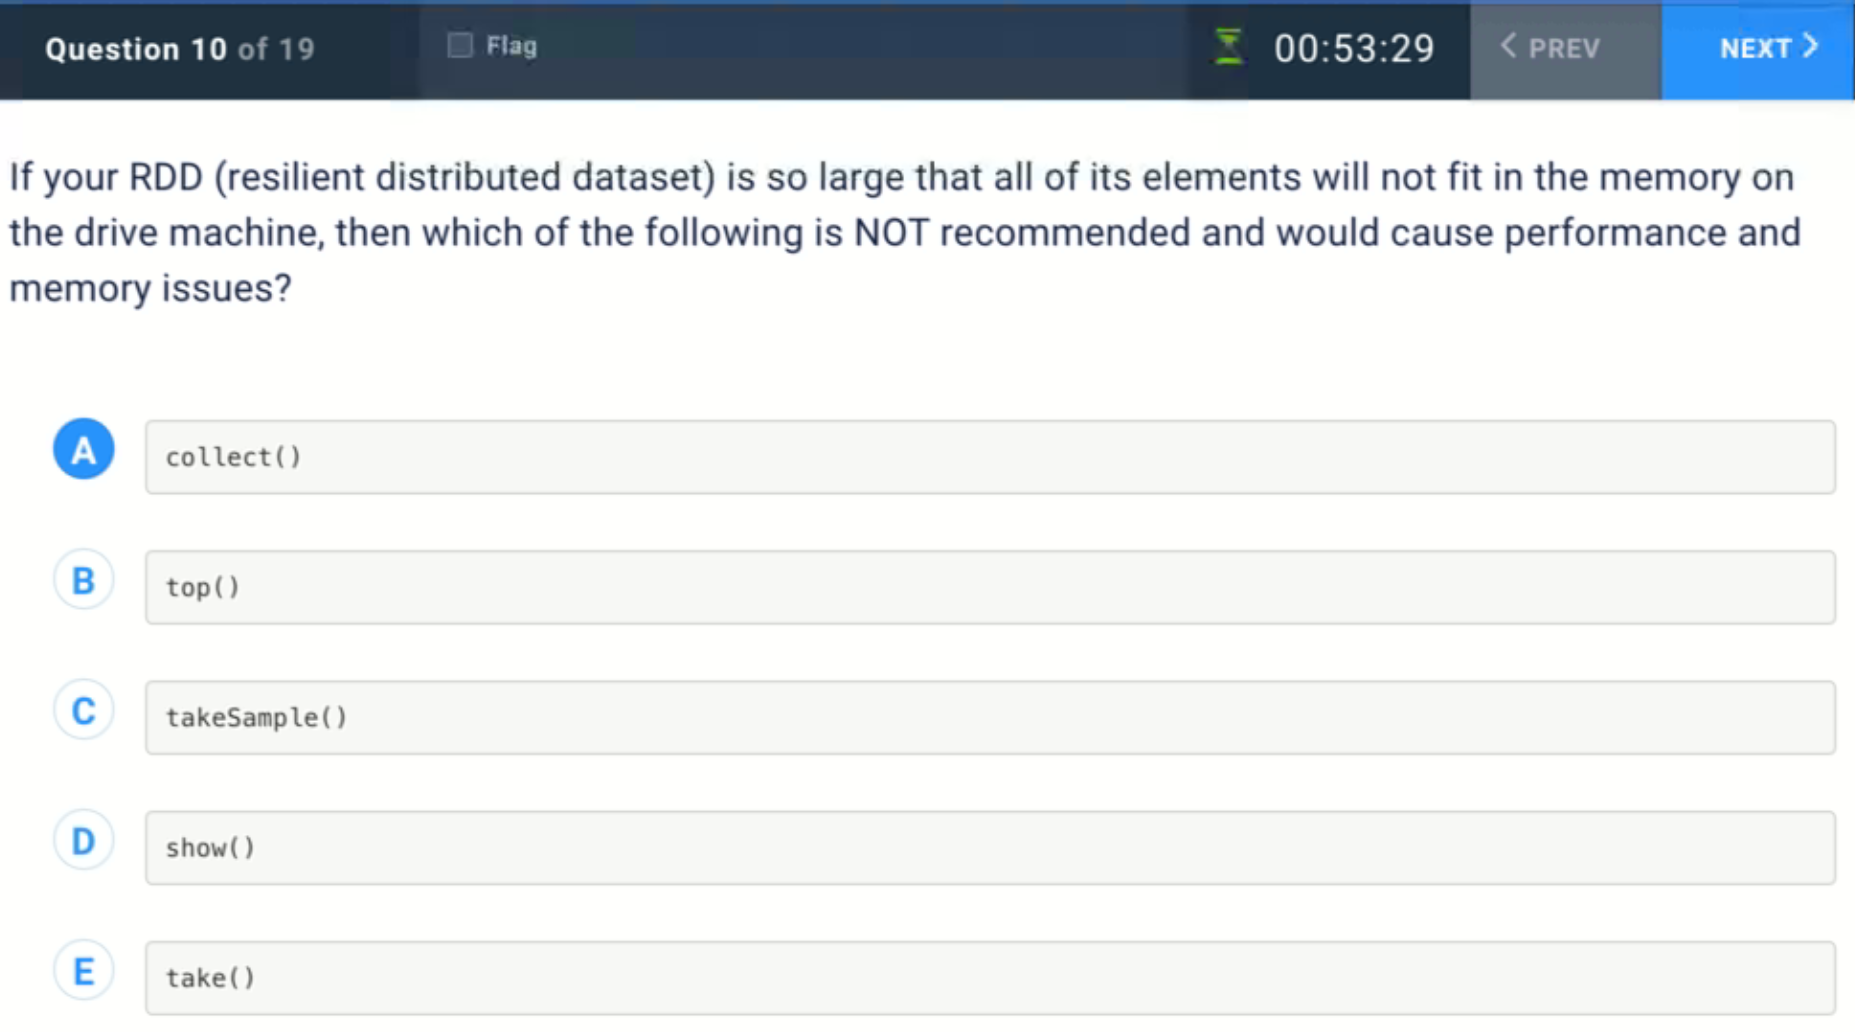 Question 10 of 19
Flag
00:53:29
PREV
NEXT
If your RDD (resilient distributed dataset) is so large that all of its elements will not fit in the memory on
the drive machine, then which of the following is NOT recommended and would cause performance and
memory issues?
A
collect()
B
top()
C
takeSample()
D
show()
E
take()